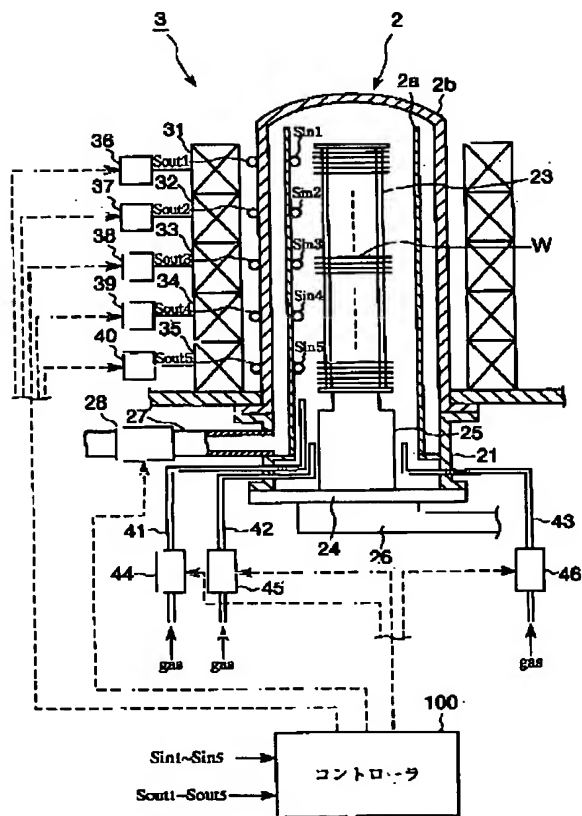 3
2
2a
2b
36
31
Sout1
Sin1
37
32
Sout2
Sin2
23
38
33
Sout3
Sin3
W
39
34
Sout4
Sin4
40
35
Sout5
Sin5
28
27
25
21
41
42
24
26
43
44
45
46
gas
gas
gas
100
Sin1~Sin5
コントローラ
Sout1~Sout5